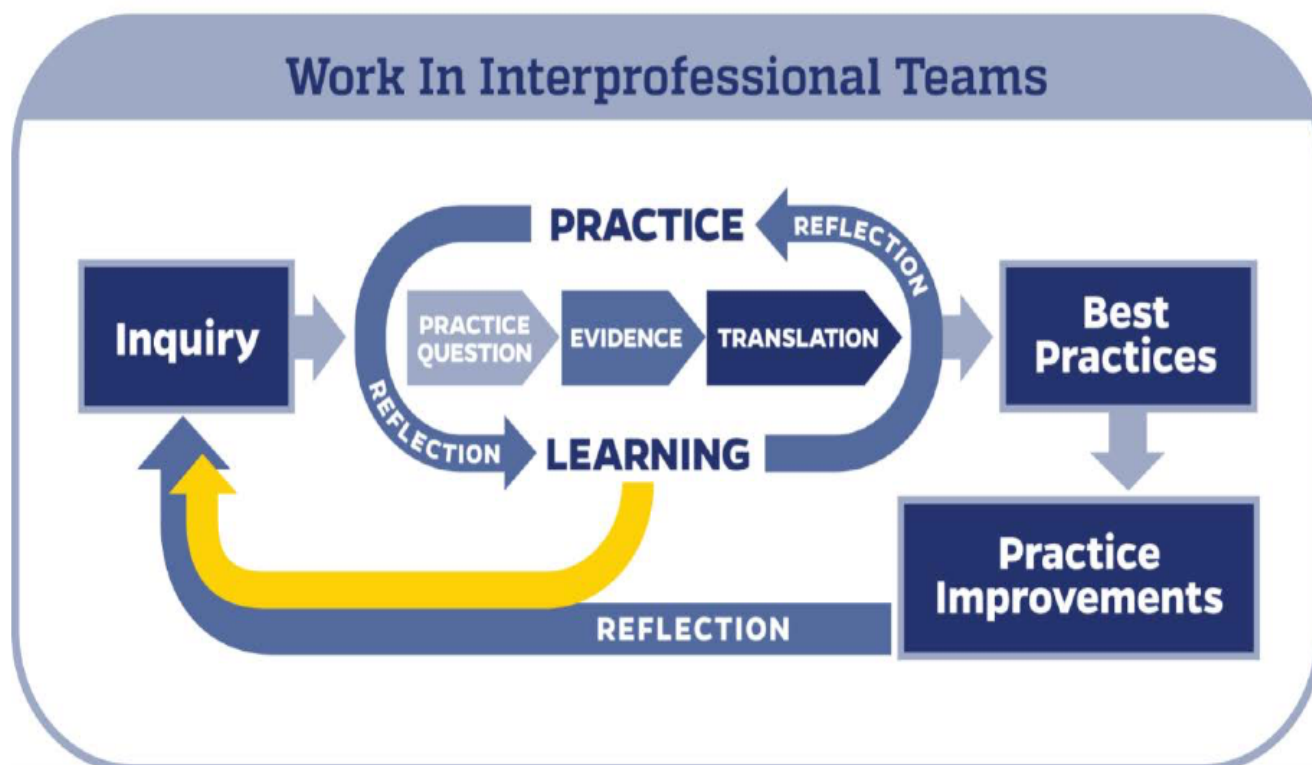 Work In Interprofessional Teams
PRACTICE
REFLECTION
Inquiry
PRACTICE
QUESTION
EVIDENCE
TRANSLATION
Best
Practices
REFLECTION
LEARNING
Practice
Improvements
REFLECTION